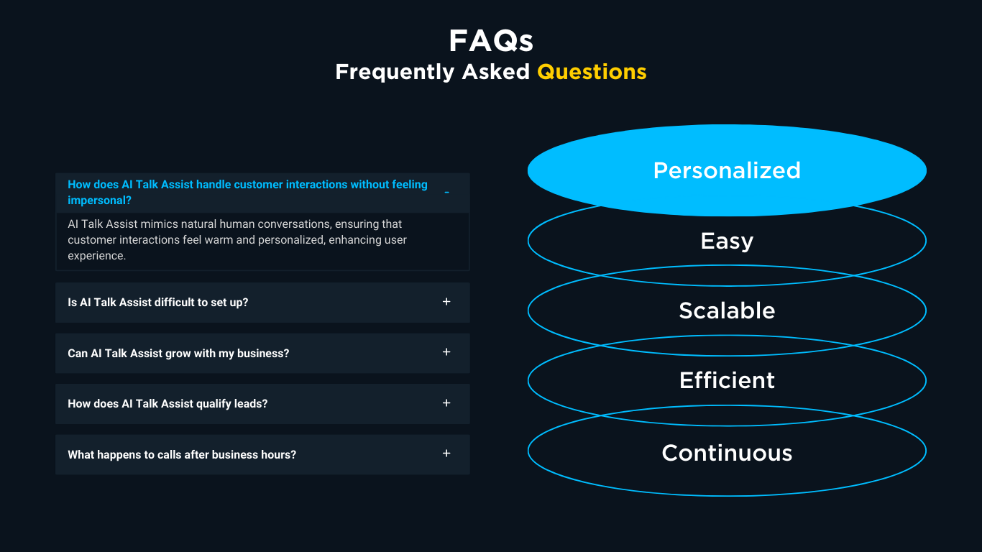 FAQs
Frequently Asked Questions
How does AI Talk Assist handle customer interactions without feeling
impersonal?
-
AI Talk Assist mimics natural human conversations, ensuring that
customer interactions feel warm and personalized, enhancing user
experience.
Is AI Talk Assist difficult to set up? +
Can AI Talk Assist grow with my business? +
How does AI Talk Assist qualify leads? +
What happens to calls after business hours? +
Personalized
Easy
Scalable
Efficient
Continuous